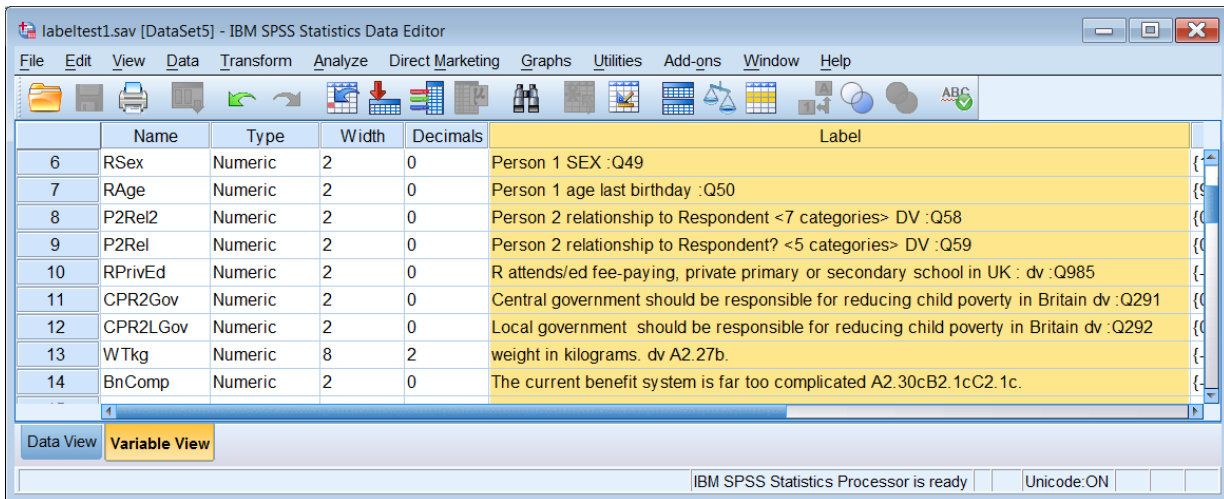 labeltest1.sav [DataSet5] - IBM SPSS Statistics Data Editor
File Edit View Data Transform Analyze Direct Marketing Graphs Utilities Add-ons Window Help
Name Type Width Decimals Label
6 RSex Numeric 2 0 Person 1 SEX :Q49 {1
7 RAge Numeric 2 0 Person 1 age last birthday :Q50 {9
8 P2Rel2 Numeric 2 0 Person 2 relationship to Respondent <7 categories> DV :Q58 {0
9 P2Rel Numeric 2 0 Person 2 relationship to Respondent? <5 categories> DV :Q59 {0
10 RPrivEd Numeric 2 0 R attends/ed fee-paying, private primary or secondary school in UK : dv :Q985 {-
11 CPR2Gov Numeric 2 0 Central government should be responsible for reducing child poverty in Britain dv :Q291 {0
12 CPR2LGov Numeric 2 0 Local government  should be responsible for reducing child poverty in Britain dv :Q292 {0
13 WTkg Numeric 8 2 weight in kilograms. dv A2.27b. {-
14 BnComp Numeric 2 0 The current benefit system is far too complicated A2.30cB2.1cC2.1c. {-
Data View Variable View
IBM SPSS Statistics Processor is ready Unicode:ON